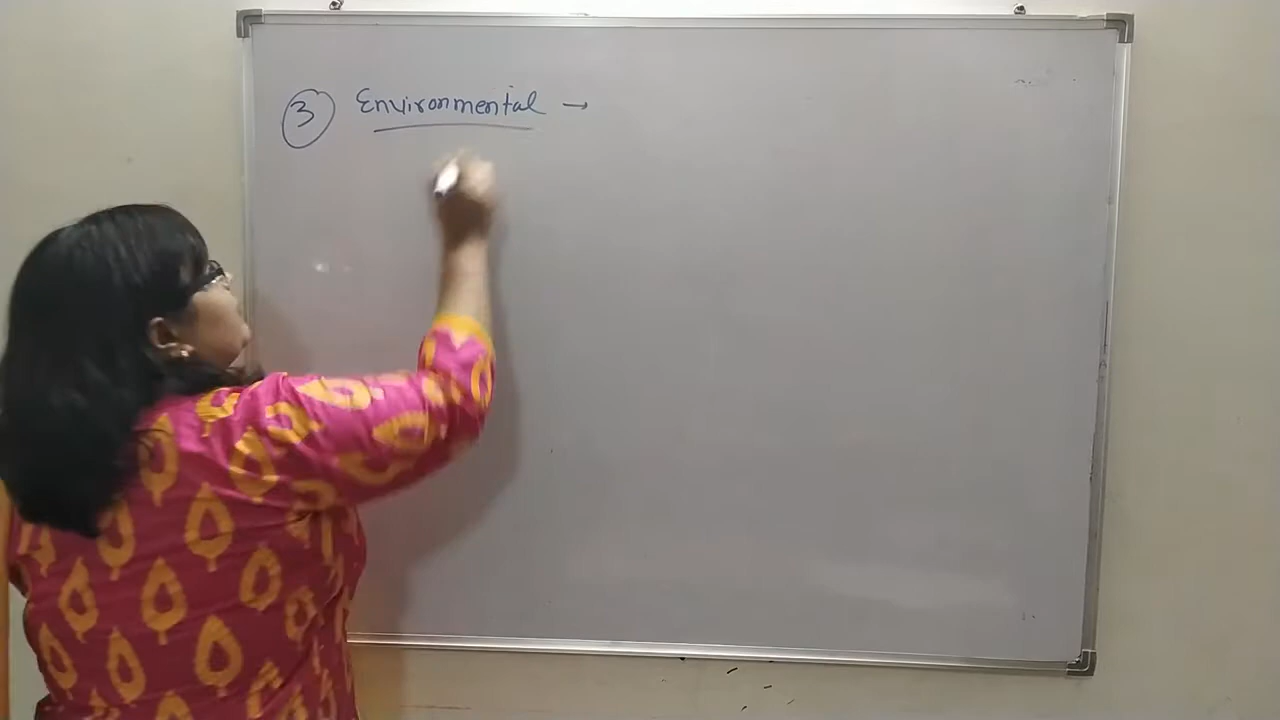 ③ Environmental →